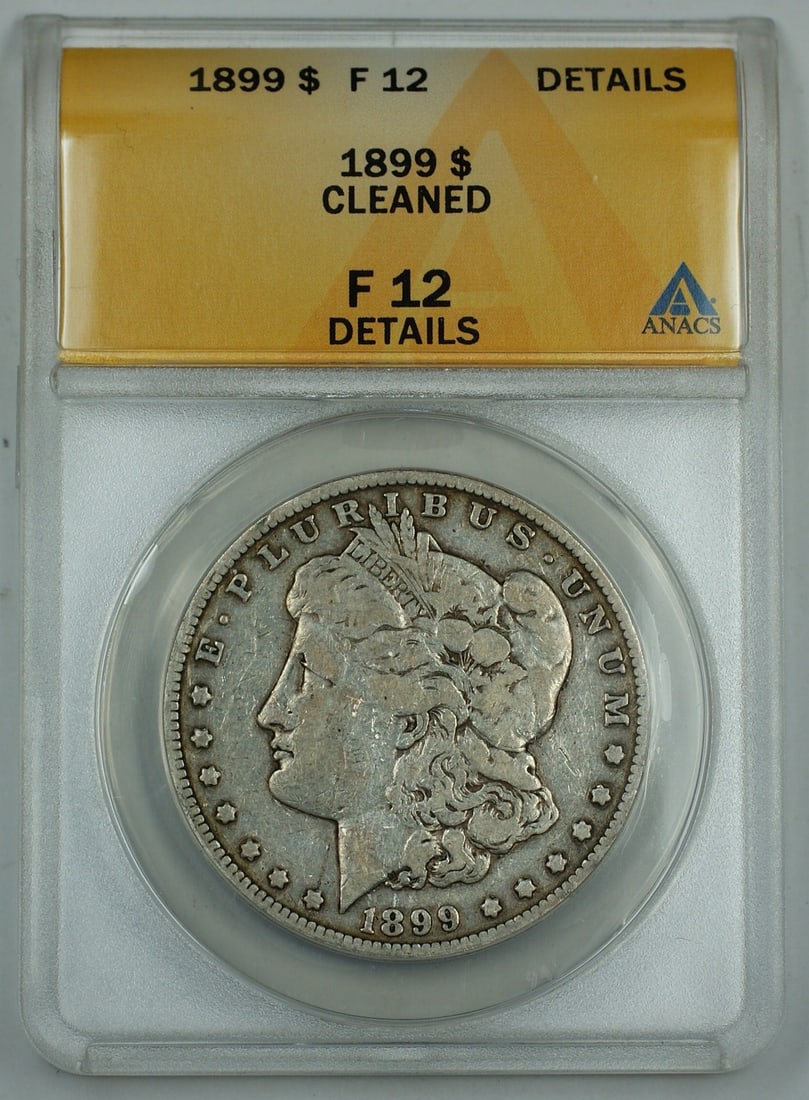 1899 $ F 12 DETAILS
1899 $
CLEANED
F 12
DETAILS
ANACS
E · PLURIBUS · UNUM
LIBERTY
1899